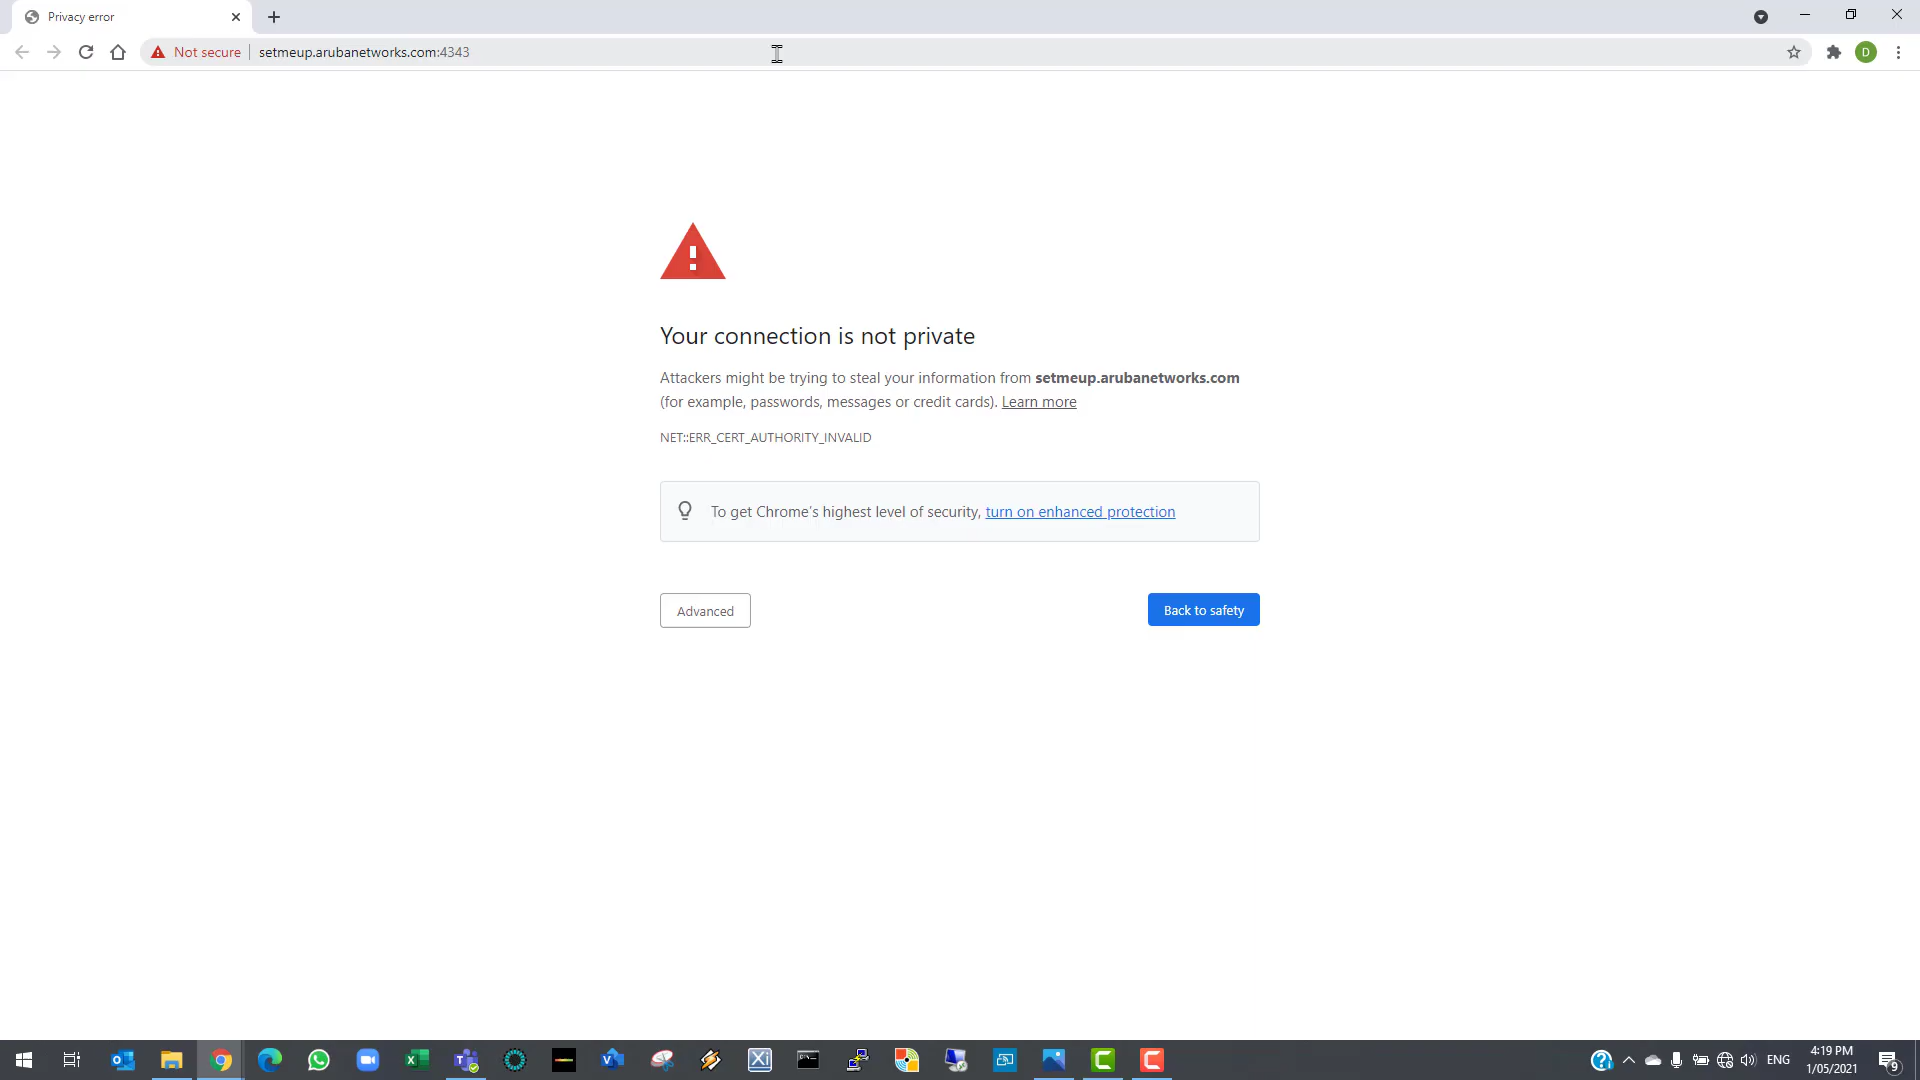 Privacy error
Not secure
setmeup.arubanetworks.com:4343
D
Your connection is not private
Attackers might be trying to steal your information from setmeup.arubanetworks.com
(for example, passwords, messages or credit cards). Learn more
NET::ERR_CERT_AUTHORITY_INVALID
To get Chrome's highest level of security, turn on enhanced protection
Advanced
Back to safety
Xi
ENG
4:19 PM
1/05/2021
9